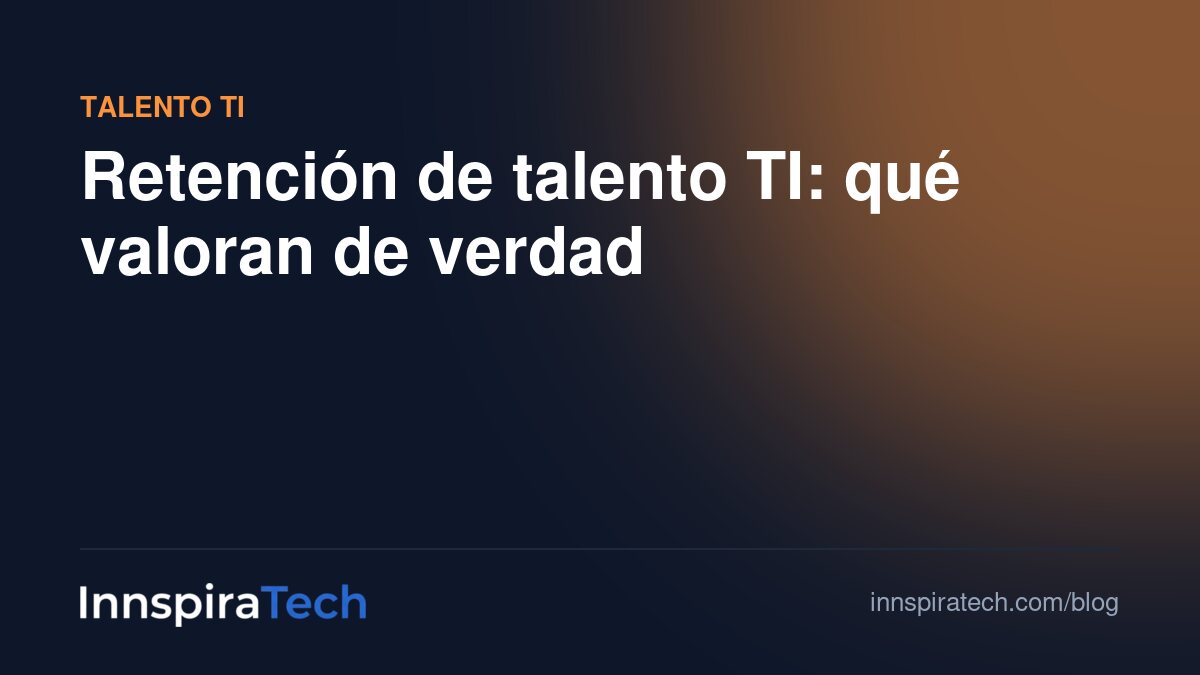 TALENTO TI
Retención de talento TI: qué
valoran de verdad
InnspiraTech
innspiratech.com/blog